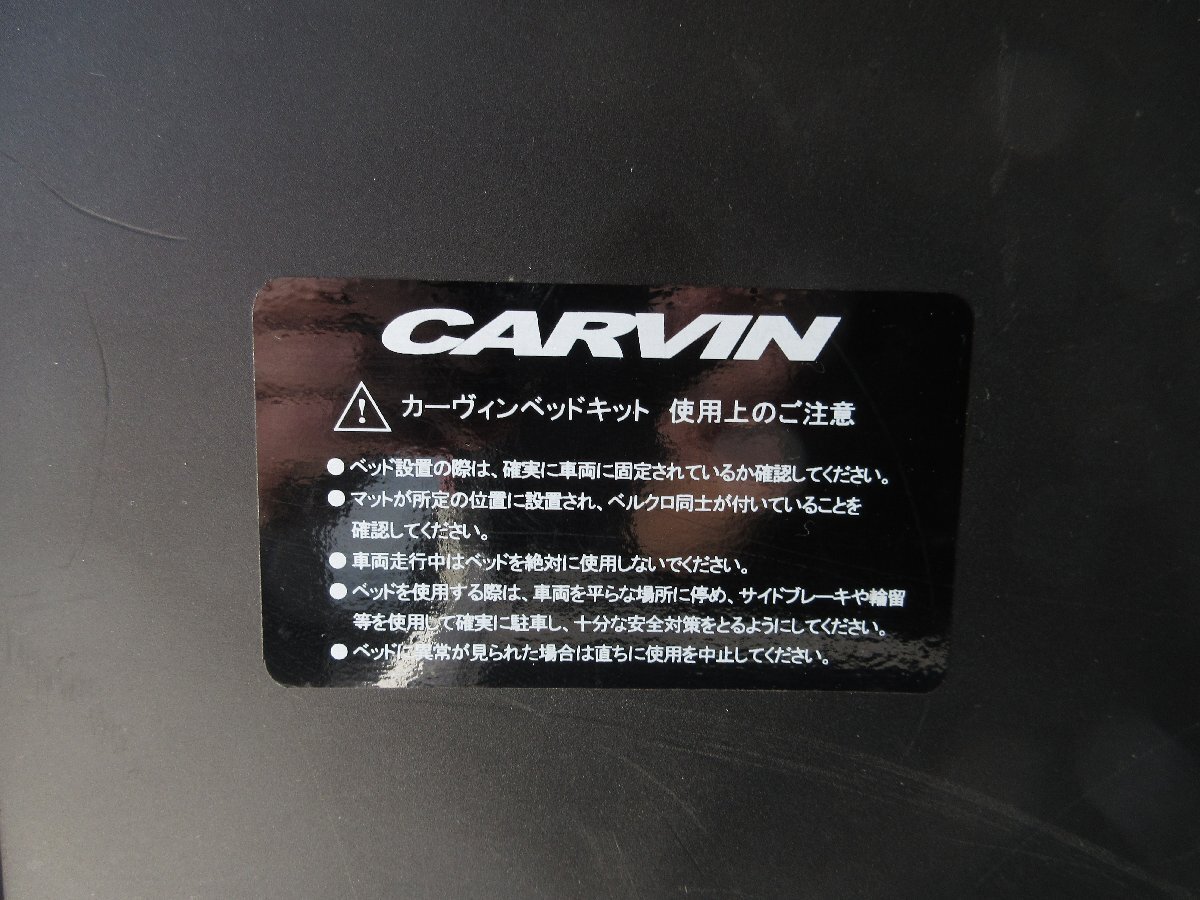 CARVIN
カーヴィンベッドキット 使用上のご注意
●ベッド設置の際は、確実に車両に固定されているか確認してください。
●マットが所定の位置に設置され、ベルクロ同士が付いていることを
確認してください。
●車両走行中はベッドを絶対に使用しないでください。
●ベッドを使用する際は、車両を平らな場所に停め、サイドブレーキや輪留
等を使用して確実に駐車し、十分な安全対策をとるようにしてください。
●ベッドに異常が見られた場合は直ちに使用を中止してください。